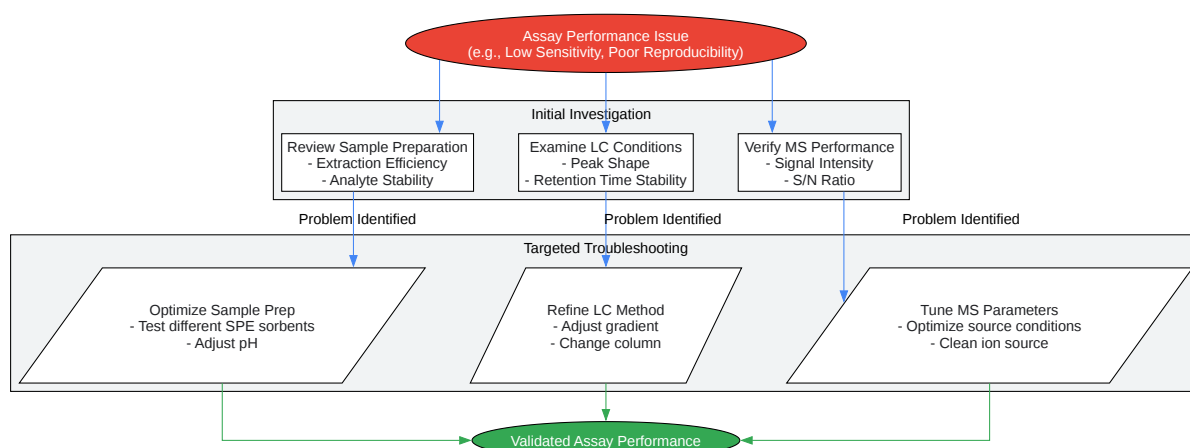 Assay Performance Issue
(e.g., Low Sensitivity, Poor Reproducibility)
Initial Investigation
Review Sample Preparation
- Extraction Efficiency
- Analyte Stability
Examine LC Conditions
- Peak Shape
- Retention Time Stability
Verify MS Performance
- Signal Intensity
- S/N Ratio
Problem Identified
Problem Identified
Problem Identified
Targeted Troubleshooting
Optimize Sample Prep
- Test different SPE sorbents
- Adjust pH
Refine LC Method
- Adjust gradient
- Change column
Tune MS Parameters
- Optimize source conditions
- Clean ion source
Validated Assay Performance